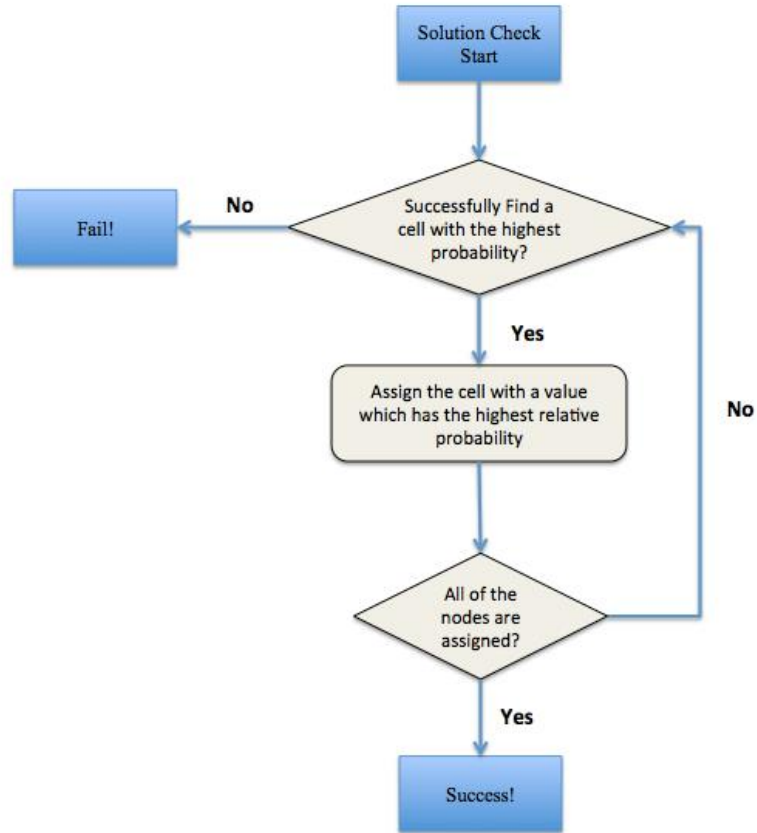 Solution Check
Start
No
Fail!
Successfully Find a
cell with the highest
probability?
Yes
Assign the cell with a value
which has the highest relative
probability
No
All of the
nodes are
assigned?
Yes
Success!